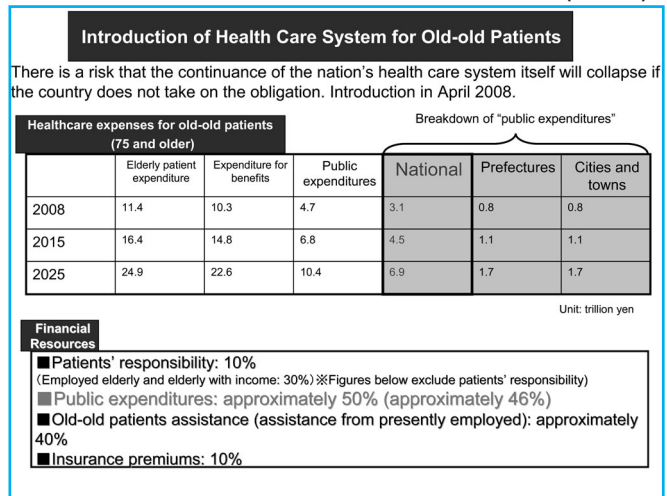 Introduction of Health Care System for Old-old Patients
There is a risk that the continuance of the nation's health care system itself will collapse if
the country does not take on the obligation. Introduction in April 2008.
Healthcare expenses for old-old patients
(75 and older)
Breakdown of "public expenditures"
Elderly patient expenditure Expenditure for benefits Public expenditures National Prefectures Cities and towns
2008 11.4 10.3 4.7 3.1 0.8 0.8
2015 16.4 14.8 6.8 4.5 1.1 1.1
2025 24.9 22.6 10.4 6.9 1.7 1.7
Unit: trillion yen
Financial
Resources
■Patients' responsibility: 10%
(Employed elderly and elderly with income: 30%)※Figures below exclude patients' responsibility)
■Public expenditures: approximately 50% (approximately 46%)
■Old-old patients assistance (assistance from presently employed): approximately
40%
■Insurance premiums: 10%